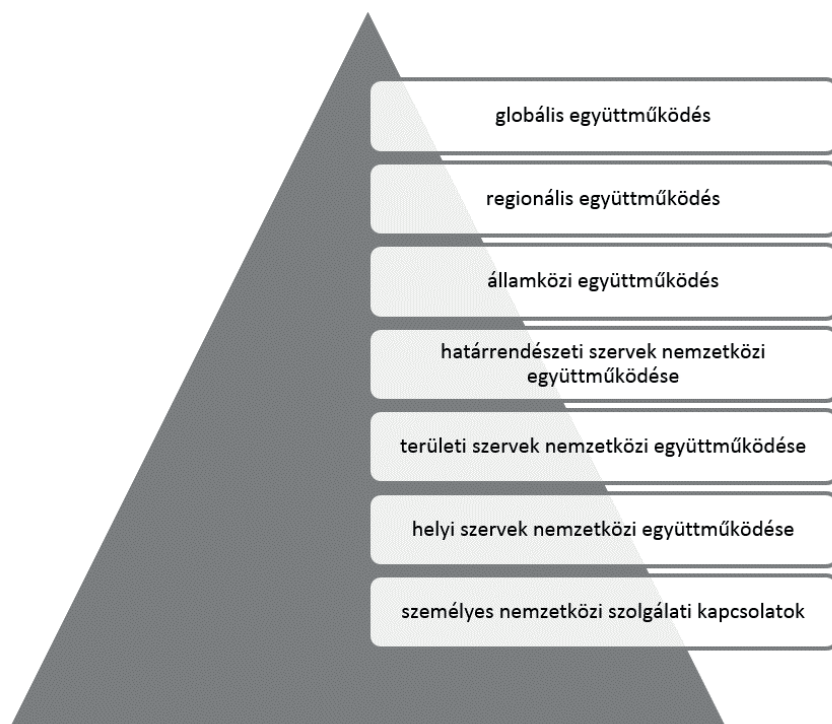 globális együttműködés
regionális együttműködés
államközi együttműködés
határrendészeti szervek nemzetközi
együttműködése
területi szervek nemzetközi együttműködése
helyi szervek nemzetközi együttműködése
személyes nemzetközi szolgálati kapcsolatok